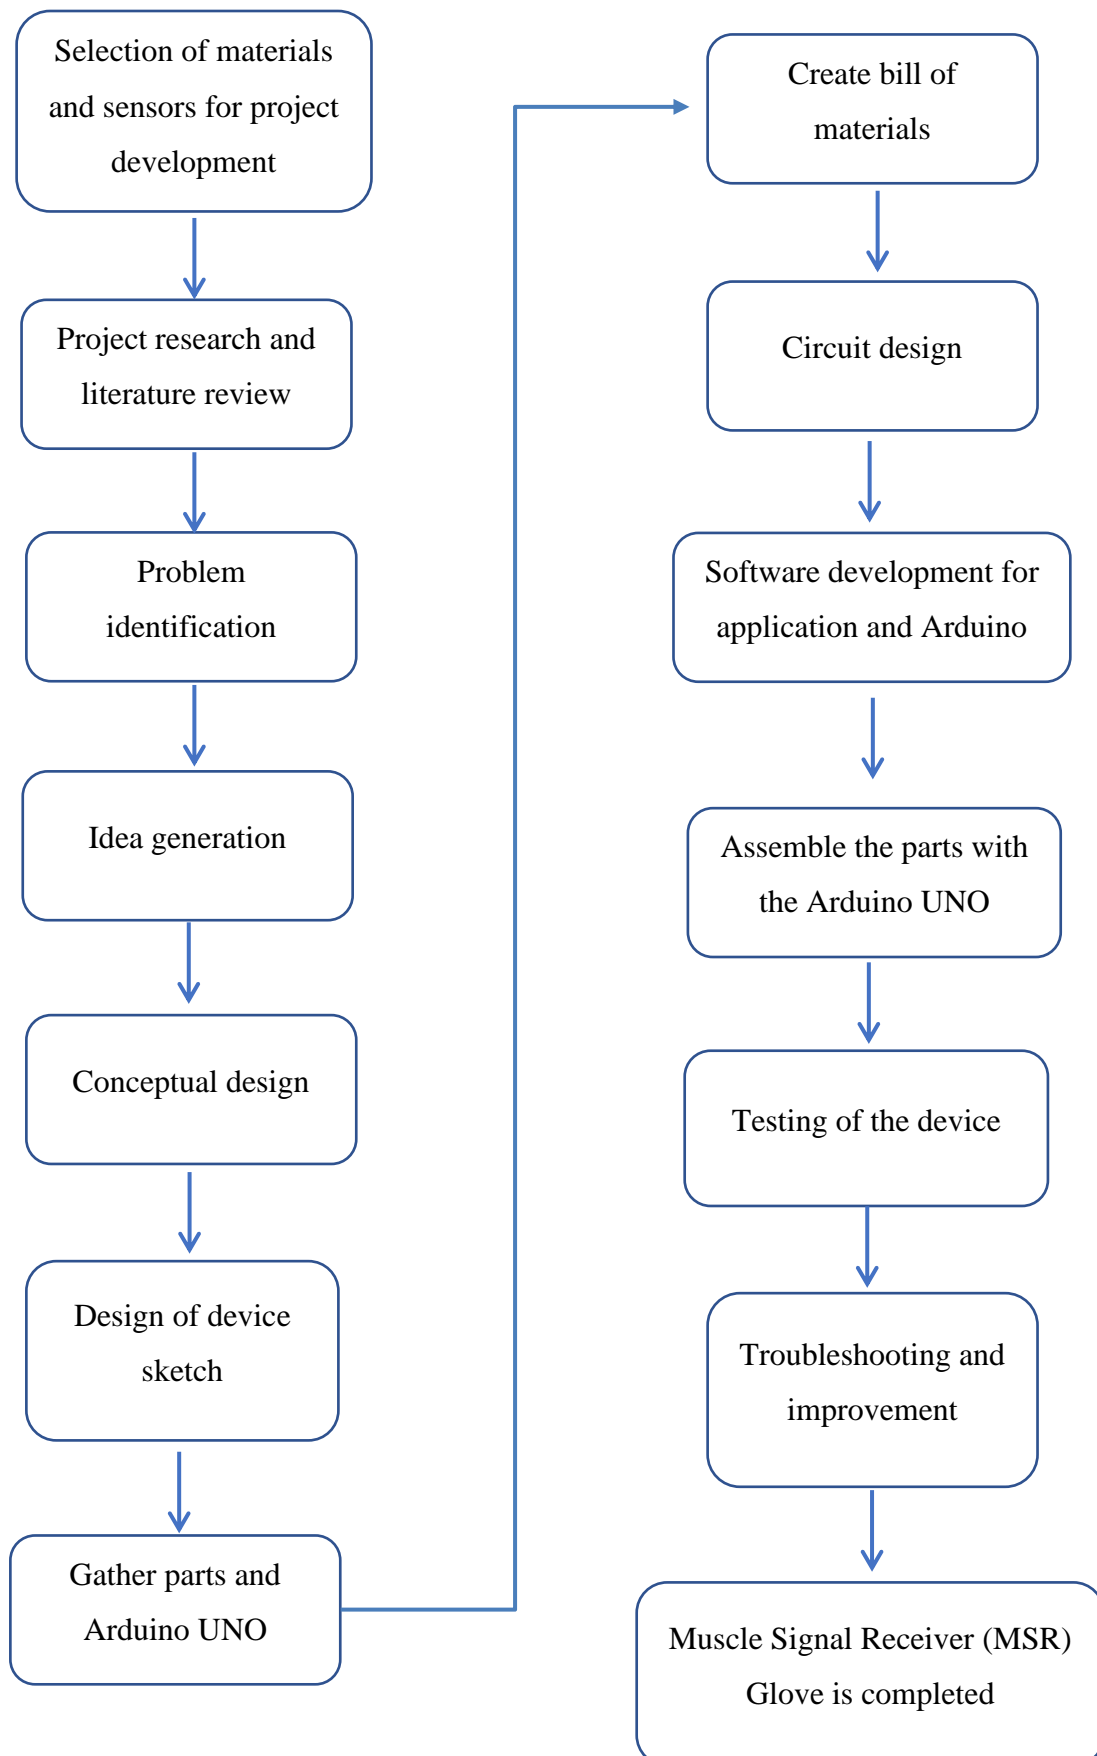 Selection of materials
and sensors for project
development
Project research and
literature review
Problem
identification
Idea generation
Conceptual design
Design of device
sketch
Gather parts and
Arduino UNO
Create bill of
materials
Circuit design
Software development for
application and Arduino
Assemble the parts with
the Arduino UNO
Testing of the device
Troubleshooting and
improvement
Muscle Signal Receiver (MSR)
Glove is completed